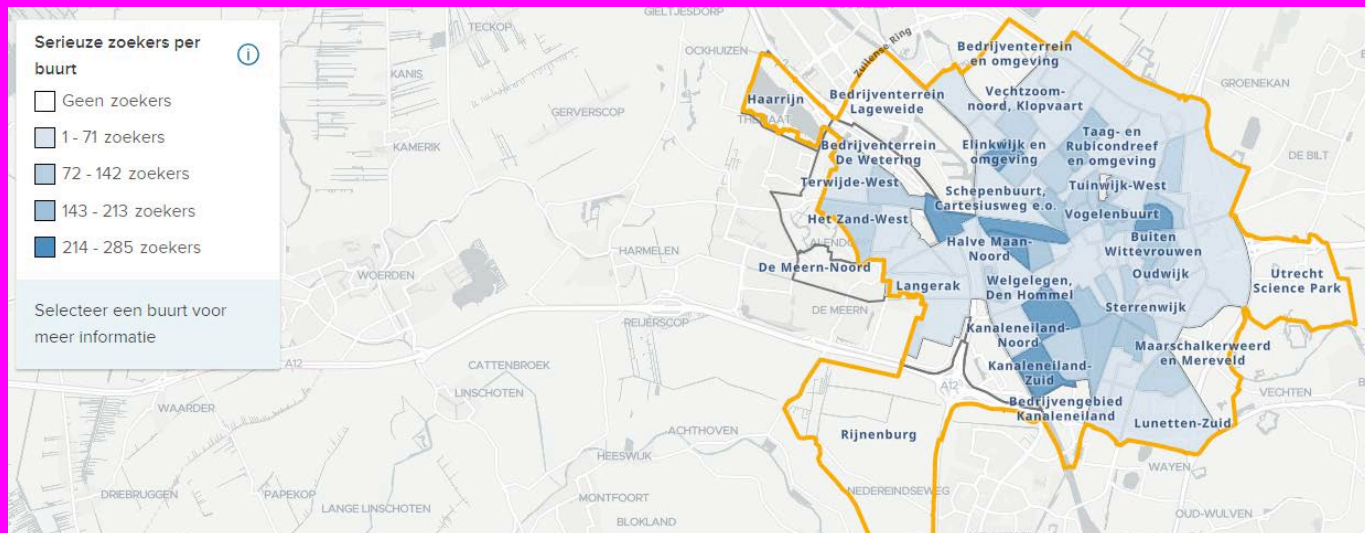 Serieuze zoekers per
buurt
Geen zoekers
1 - 71 zoekers
72 - 142 zoekers
143 - 213 zoekers
214 - 285 zoekers
Selecteer een buurt voor
meer informatie
GIELTJESDORP
TECKOP
OCKHUIZEN
A2
Zuilense Ring
Bedrijventerrein
en omgeving
KANIS
GROENEKAN
Haarrijn
Bedrijventerrein
Lageweide
Vechtzoom-
noord, Klopvaart
GERVERSCOP
THEMAAT
KAMERIK
Bedrijventerrein
De Wetering
Elinkwijk en
omgeving
Taag- en
Rubicondreef
en omgeving
DE BILT
Terwijde-West
Schepenbuurt,
Cartesiusweg e.o.
Tuinwijk-West
Het Zand-West
Vogelenbuurt
HARMELEN
Halve Maan-
Noord
Buiten
Wittevrouwen
De Meern-Noord
WOERDEN
Langerak
Welgelegen,
Den Hommel
Oudwijk
Utrecht
Science Park
DE MEERN
Sterrenwijk
REIJERSCOP
Kanaleneiland-
Noord
Maarschalkerweerd
en Mereveld
A12
CATTENBROEK
Kanaleneiland-
Zuid
A12
LINSCHOTEN
VECHTEN
WAARDER
Bedrijvengebied
Kanaleneiland
Lunetten-Zuid
ACHTHOVEN
Rijnenburg
HEESWIJK
WAYEN
DRIEBRUGGEN
PAPEKOP
LANGE LINSCHOTEN
MONTFOORT
NEDEREINDSEWEG
OUD-WULVEN
BLOKLAND